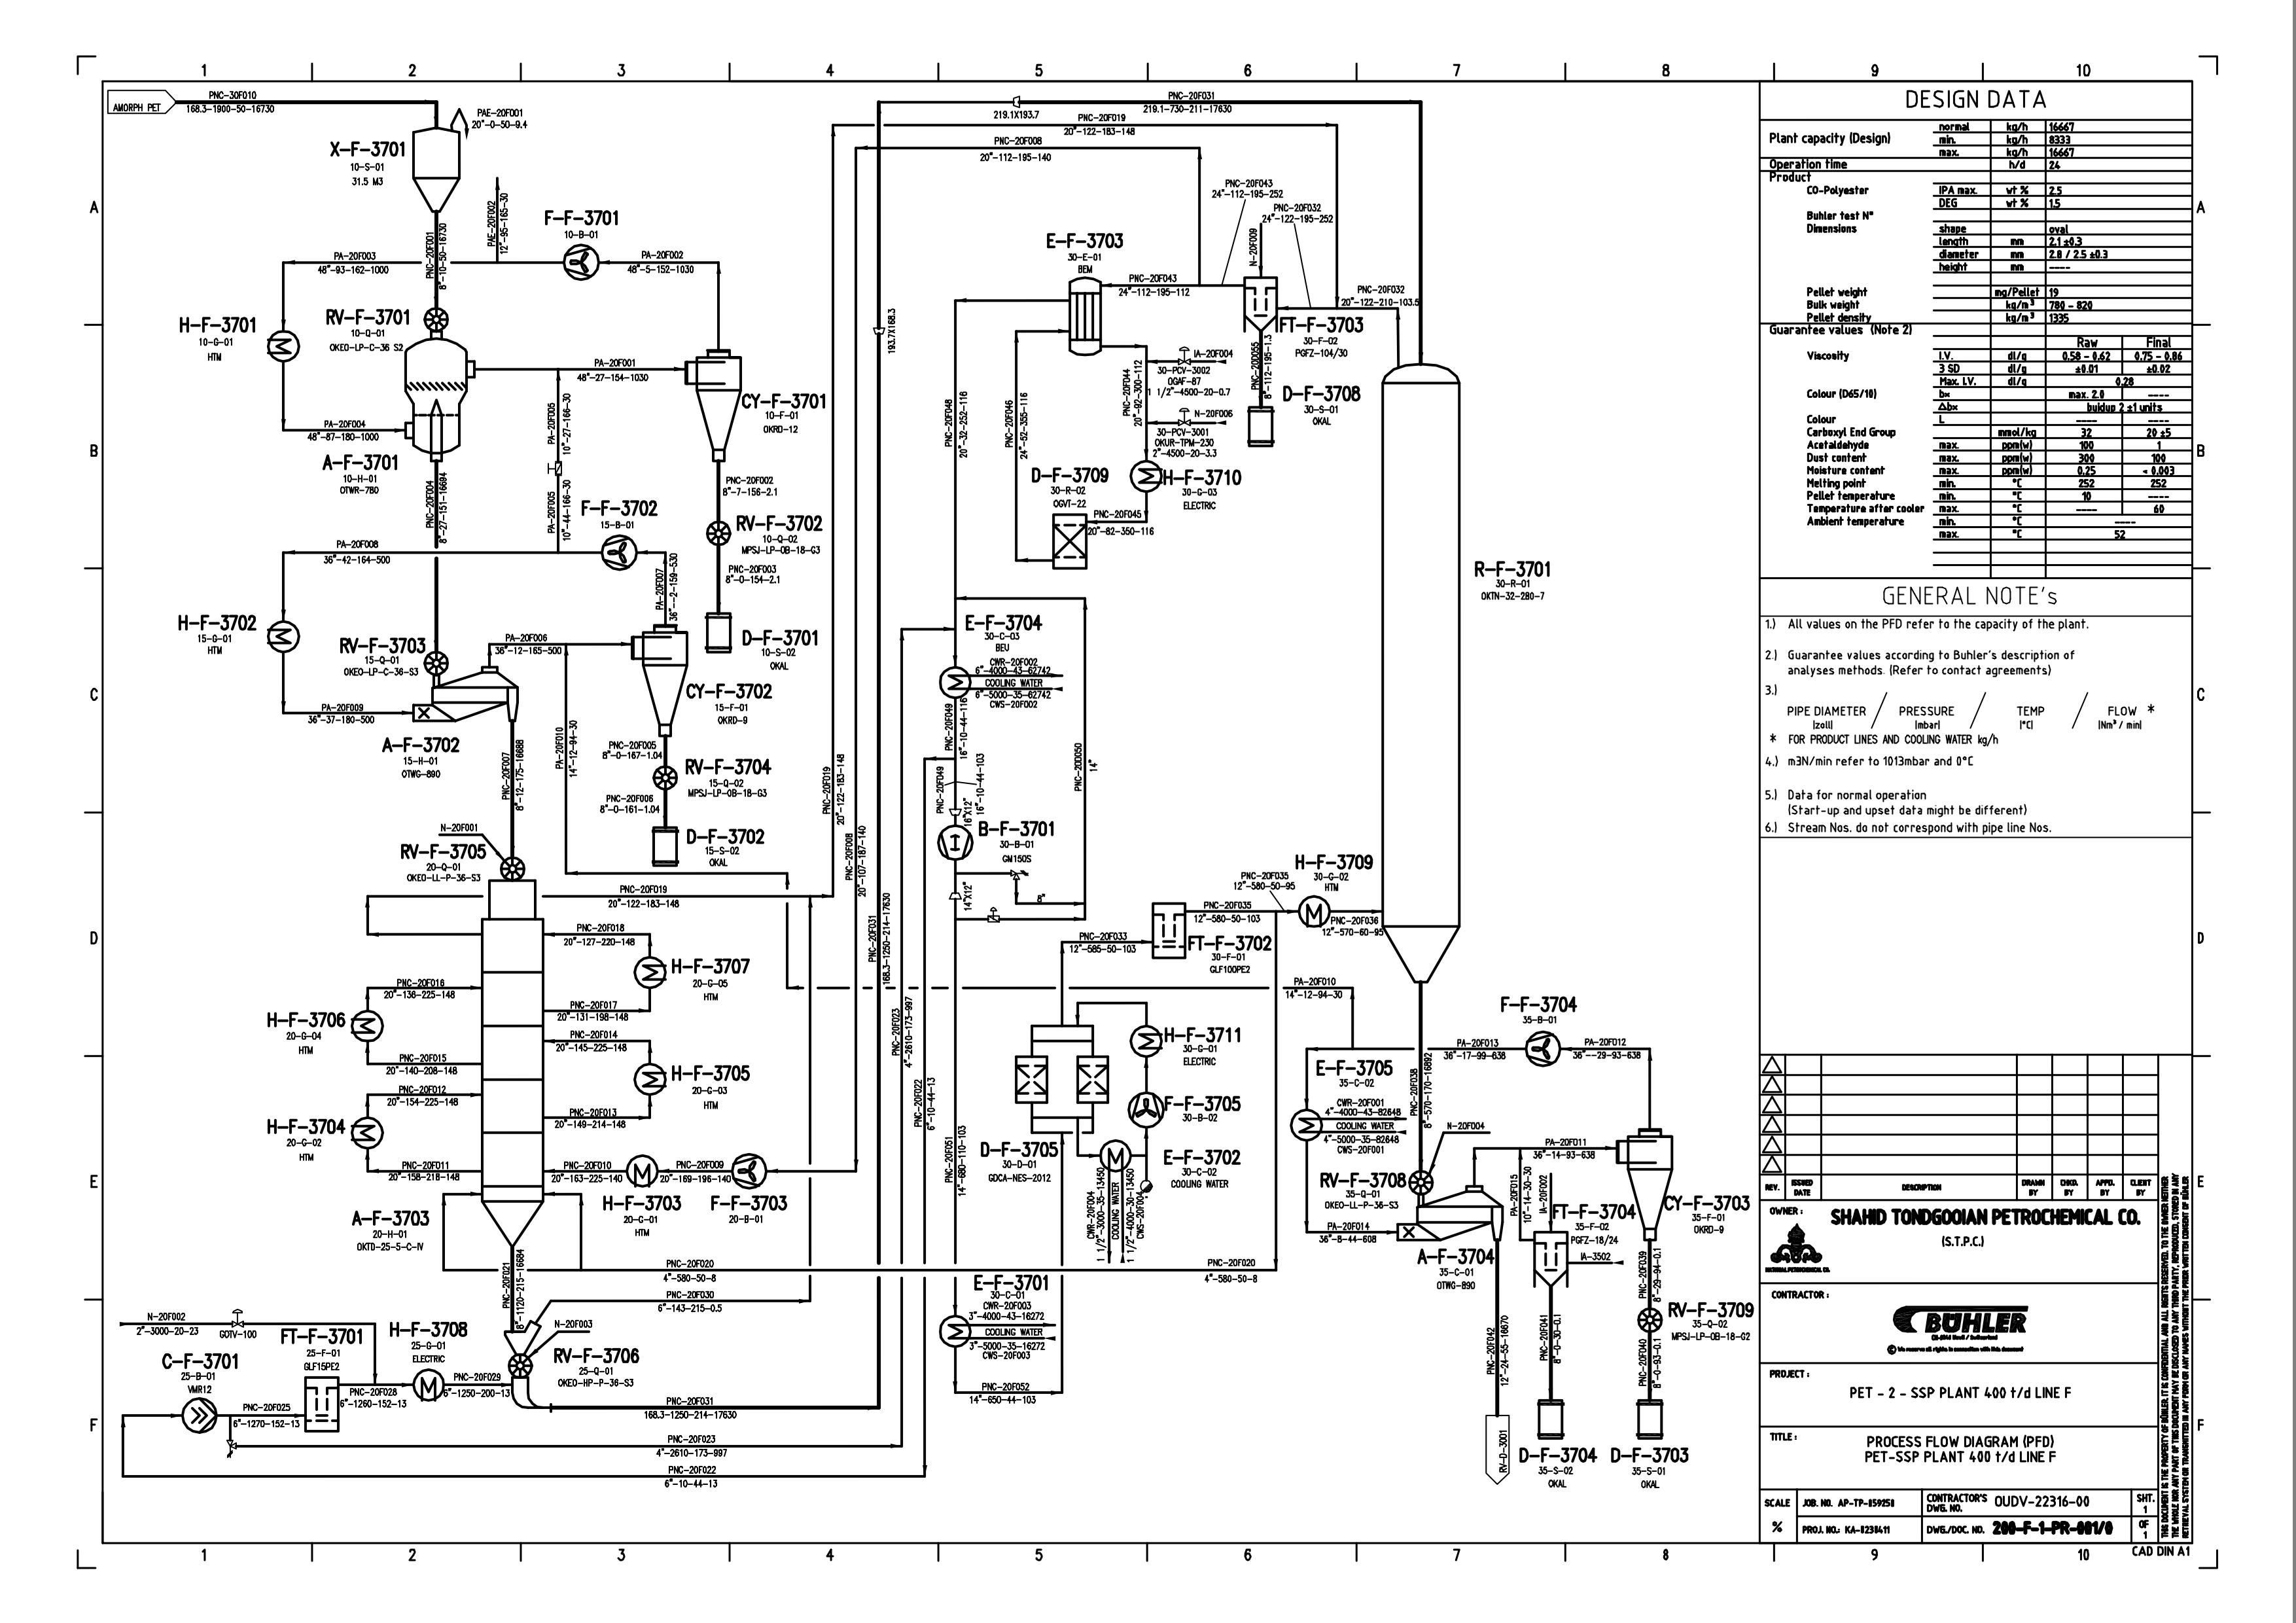 1 2 3 4 5 6 7 8 9 10
A
B
C
D
E
F
AMORPH PET
PNC-30F010
168.3-1900-50-16730
PAE-20F001
20"-0-50-9.4
X-F-3701
10-S-01
31.5 M3
PNC-20F001
8"-10-50-16730
PAE-20F002
12"-95-165-30
F-F-3701
10-B-01
PA-20F003
48"-93-162-1000
PA-20F002
48"-5-152-1030
H-F-3701
10-G-01
HTM
RV-F-3701
10-Q-01
OKEO-LP-C-36 S2
PA-20F001
48"-27-154-1030
CY-F-3701
10-F-01
OKRD-12
PA-20F004
48"-87-180-1000
A-F-3701
10-H-01
OTWR-780
PA-20F005
10"-27-166-30
PA-20F005
10"-44-166-30
PNC-20F004
8"-27-151-16694
PNC-20F002
8"-7-156-2.1
RV-F-3702
10-Q-02
MPSJ-LP-OB-18-G3
PNC-20F003
8"-0-154-2.1
D-F-3701
10-S-02
OKAL
F-F-3702
15-B-01
PA-20F008
36"-42-164-500
PA-20F007
36"--2-159-530
H-F-3702
15-G-01
HTM
RV-F-3703
15-Q-01
OKEO-LP-C-36-S3
PA-20F006
36"-12-165-500
CY-F-3702
15-F-01
OKRD-9
PA-20F009
36"-37-180-500
A-F-3702
15-H-01
OTWG-890
PNC-20F007
8"-12-175-16688
PA-20F010
14"-12-94-30
PNC-20F005
8"-0-167-1.04
RV-F-3704
15-Q-02
MPSJ-LP-OB-18-G3
PNC-20F006
8"-0-161-1.04
D-F-3702
15-S-02
OKAL
N-20F001
RV-F-3705
20-Q-01
OKEO-LL-P-36-S3
PNC-20F019
20"-122-183-148
PNC-20F018
20"-127-220-148
H-F-3707
20-G-05
HTM
PNC-20F017
20"-131-198-148
PNC-20F016
20"-136-225-148
H-F-3706
20-G-04
HTM
PNC-20F015
20"-140-208-148
PNC-20F014
20"-145-225-148
H-F-3705
20-G-03
HTM
PNC-20F013
20"-149-214-148
PNC-20F012
20"-154-225-148
H-F-3704
20-G-02
HTM
PNC-20F011
20"-158-218-148
PNC-20F010
20"-163-225-140
PNC-20F009
20"-169-196-140
H-F-3703
20-G-01
HTM
F-F-3703
20-B-01
A-F-3703
20-H-01
OKTD-25-5-C-IV
PNC-20F021
8"-1120-215-16684
PNC-20F020
4"-580-50-8
PNC-20F020
4"-580-50-8
PNC-20F030
6"-143-215-0.5
N-20F003
RV-F-3706
25-Q-01
OKEO-HP-P-36-S3
N-20F002
2"-3000-20-23
GOTV-100
C-F-3701
25-B-01
VMR12
PNC-20F025
6"-1270-152-13
FT-F-3701
25-F-01
GLF15PE2
PNC-20F028
6"-1260-152-13
H-F-3708
25-G-01
ELECTRIC
PNC-20F029
6"-1250-200-13
PNC-20F031
168.3-1250-214-17630
PNC-20F023
4"-2610-173-997
PNC-20F022
6"-10-44-13
PNC-20F019
20"-122-183-148
PNC-20F008
20"-107-187-140
PNC-20F031
168.3-1250-214-17630
PNC-20F023
4"-2610-173-997
PNC-20F022
6"-10-44-13
193.7X168.3
219.1X193.7
PNC-20F031
219.1-730-211-17630
PNC-20F019
20"-122-183-148
PNC-20F008
20"-112-195-140
PNC-20F043
24"-112-195-252
PNC-20F032
24"-122-195-252
N-20F009
E-F-3703
30-E-01
BEM
PNC-20F043
24"-112-195-112
PNC-20F032
20"-122-210-103.5
FT-F-3703
30-F-02
PGFZ-104/30
PNC-20D0055
8"-112-195-1.3
D-F-3708
30-S-01
OKAL
IA-20F004
30-PCV-3002
OGAF-87
1 1/2"-4500-20-0.7
PNC-20F044
20"-92-300-112
N-20F006
30-PCV-3001
OKUR-TPM-230
2"-4500-20-3.3
H-F-3710
30-G-03
ELECTRIC
PNC-20F048
20"-32-252-116
PNC-20F046
24"-52-355-116
D-F-3709
30-R-02
OGVT-22
PNC-20F045
20"-82-350-116
E-F-3704
30-C-03
BEU
CWR-20F002
6"-4000-43-62742
COOLING WATER
6"-5000-35-62742
CWS-20F002
PNC-20F049
16"-10-44-116
PNC-20F049
16"-10-44-103
16"X12"
PNC-20D0050
14"
B-F-3701
30-B-01
GM150S
14"X12"
8"
PNC-20F051
14"-680-110-103
R-F-3701
30-R-01
OKTN-32-280-7
H-F-3709
30-G-02
HTM
PNC-20F035
12"-580-50-95
PNC-20F035
12"-580-50-103
PNC-20F036
12"-570-60-95
PNC-20F033
12"-585-50-103
FT-F-3702
30-F-01
GLF100PE2
H-F-3711
30-G-01
ELECTRIC
F-F-3705
30-B-02
D-F-3705
30-D-01
GDCA-NES-2012
E-F-3702
30-C-02
COOLING WATER
CWR-20F004
1 1/2"-3000-35-13450
COOLING WATER
1 1/2"-4000-30-13450
CWS-20F004
E-F-3701
30-C-01
CWR-20F003
3"-4000-43-16272
COOLING WATER
3"-5000-35-16272
CWS-20F003
PNC-20F052
14"-650-44-103
PA-20F010
14"-12-94-30
F-F-3704
35-B-01
PA-20F013
36"-17-99-638
PA-20F012
36"--29-93-638
E-F-3705
35-C-02
CWR-20F001
4"-4000-43-82648
COOLING WATER
4"-5000-35-82648
CWS-20F001
PNC-20F038
8"-570-170-16892
N-20F004
RV-F-3708
35-Q-01
OKEO-LL-P-36-S3
PA-20F014
36"-8-44-608
A-F-3704
35-C-01
OTWG-890
PA-20F011
36"-14-93-638
PA-20F015
10"-14-30-30
IA-20F002
FT-F-3704
35-F-02
PGFZ-18/24
IA-3502
CY-F-3703
35-F-01
OKRD-9
PNC-20F039
8"-29-94-0.1
RV-F-3709
35-Q-02
MPSJ-LP-OB-18-G2
PNC-20F040
8"-0-93-0.1
PNC-20F041
8"-0-30-0.1
PNC-20F042
12"-24-55-16670
RV-D-3001
D-F-3704
35-S-02
OKAL
D-F-3703
35-S-01
OKAL
DESIGN DATA
Plant capacity (Design) normal kg/h 16667
min. kg/h 8333
max. kg/h 16667
Operation time h/d 24
Product
CO-Polyester IPA max. wt % 2.5
DEG wt % 1.5
Buhler test N°
Dimensions shape oval
length mm 2.1 ±0.3
diameter mm 2.8 / 2.5 ±0.3
height mm ----
Pellet weight mg/Pellet 19
Bulk weight kg/m³ 780 - 820
Pellet density kg/m³ 1335
Guarantee values (Note 2)
Raw Final
Viscosity I.V. dl/g 0.58 - 0.62 0.75 - 0.86
3 SD dl/g ±0.01 ±0.02
Max. I.V. dl/g 0.28
Colour (D65/10) b* max. 2.0 ----
Δb* buildup 2 ±1 units
Colour L ---- ----
Carboxyl End Group mmol/kg 32 20 ±5
Acetaldehyde max. ppm(w) 100 1
Dust content max. ppm(w) 300 100
Moisture content max. ppm(w) 0.25 < 0.003
Melting point min. °C 252 252
Pellet temperature min. °C 10 ----
Temperature after cooler max. °C ---- 60
Ambient temperature min. °C ----
max. °C 52
GENERAL NOTE's
1.) All values on the PFD refer to the capacity of the plant.
2.) Guarantee values according to Buhler's description of
analyses methods. (Refer to contact agreements)
3.)
PIPE DIAMETER / PRESSURE / TEMP / FLOW *
|zoll| |mbar| |°C| |Nm³ / min|
* FOR PRODUCT LINES AND COOLING WATER kg/h
4.) m3N/min refer to 1013mbar and 0°C
5.) Data for normal operation
(Start-up and upset data might be different)
6.) Stream Nos. do not correspond with pipe line Nos.
REV. ISSUED DATE DESCRIPTION DRAWN BY CHKD. BY APPD. BY CLIENT BY
OWNER :
SHAHID TONDGOOIAN PETROCHEMICAL CO.
(S.T.P.C.)
NATIONAL PETROCHEMICAL CO.
CONTRACTOR :
BÜHLER
© We reserve all rights in connection with this document
PROJECT :
PET - 2 - SSP PLANT 400 t/d LINE F
TITLE :
PROCESS FLOW DIAGRAM (PFD)
PET-SSP PLANT 400 t/d LINE F
SCALE
%
JOB. NO. AP-TP-859258
PROJ. NO.: KA-8238411
CONTRACTOR'S DWG. NO. OUDV-22316-00
DWG./DOC. NO. 200-F-1-PR-001/0
SHT. 1 OF 1
THIS DOCUMENT IS THE PROPERTY OF BÜHLER. IT IS CONFIDENTIAL AND ALL RIGHTS RESERVED. TO THE OWNER NEITHER
THE WHOLE NOR ANY PART OF THIS DOCUMENT MAY BE DISCLOSED TO ANY THIRD PARTY, REPRODUCED, STORED IN ANY
RETRIEVAL SYSTEM OR TRANSMITTED IN ANY FORM OR ANY MANES WITHOUT THE PRIOR WRITTEN CONSENT OF BÜHLER
CAD DIN A1
1 2 3 4 5 6 7 8 9 10